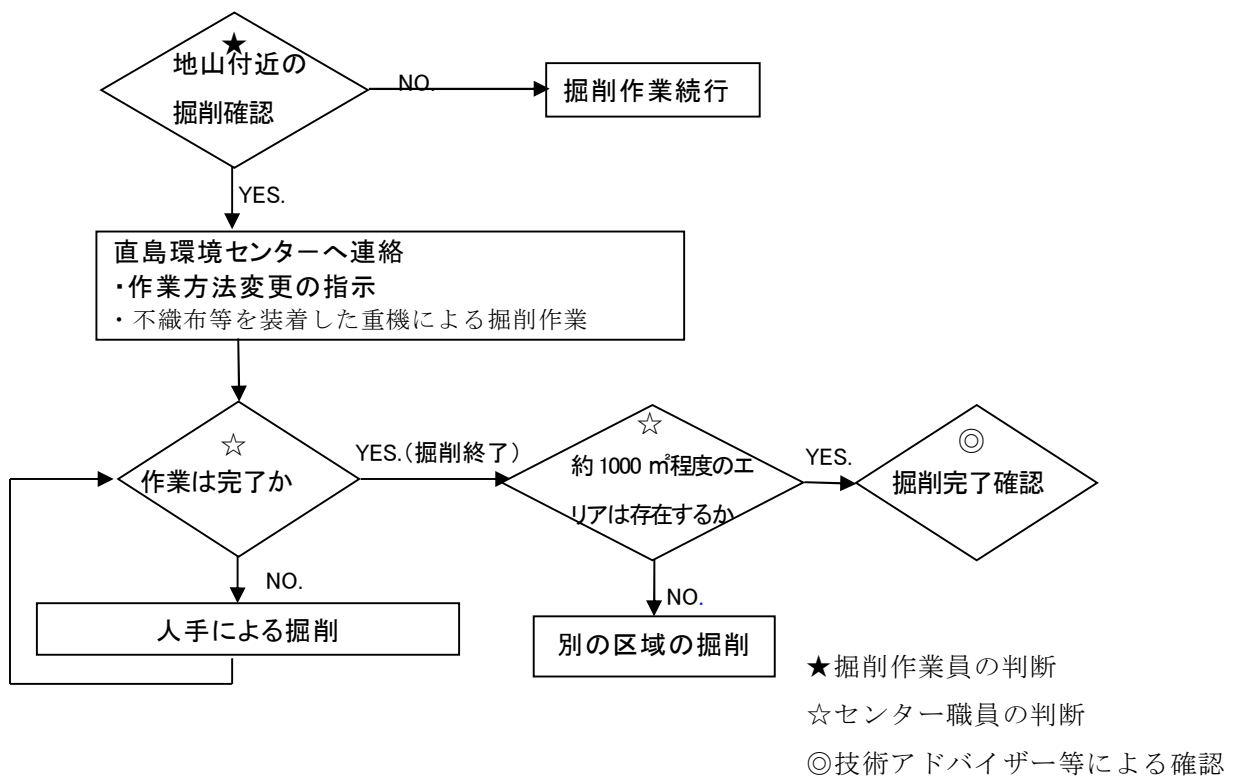 ★
地山付近の
掘削確認
NO.
掘削作業続行
YES.
直島環境センターへ連絡
・作業方法変更の指示
・不織布等を装着した重機による掘削作業
☆
作業は完了か
YES.(掘削終了)
☆
約1000㎡程度のエ
リアは存在するか
YES.
◎
掘削完了確認
NO.
人手による掘削
NO.
別の区域の掘削
★掘削作業員の判断
☆センター職員の判断
◎技術アドバイザー等による確認